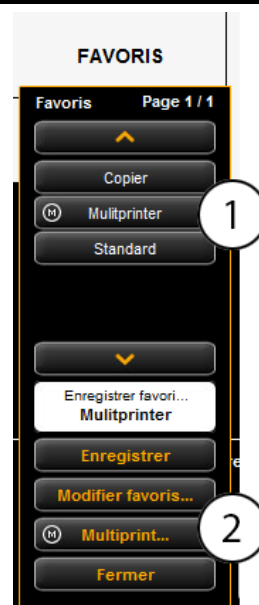 FAVORIS
Favoris Page 1 / 1
Copier
M Mulitprinter
1
Standard
Enregistrer favori...
Mulitprinter
Enregistrer
Modifier favoris...
M Multiprint...
2
Fermer